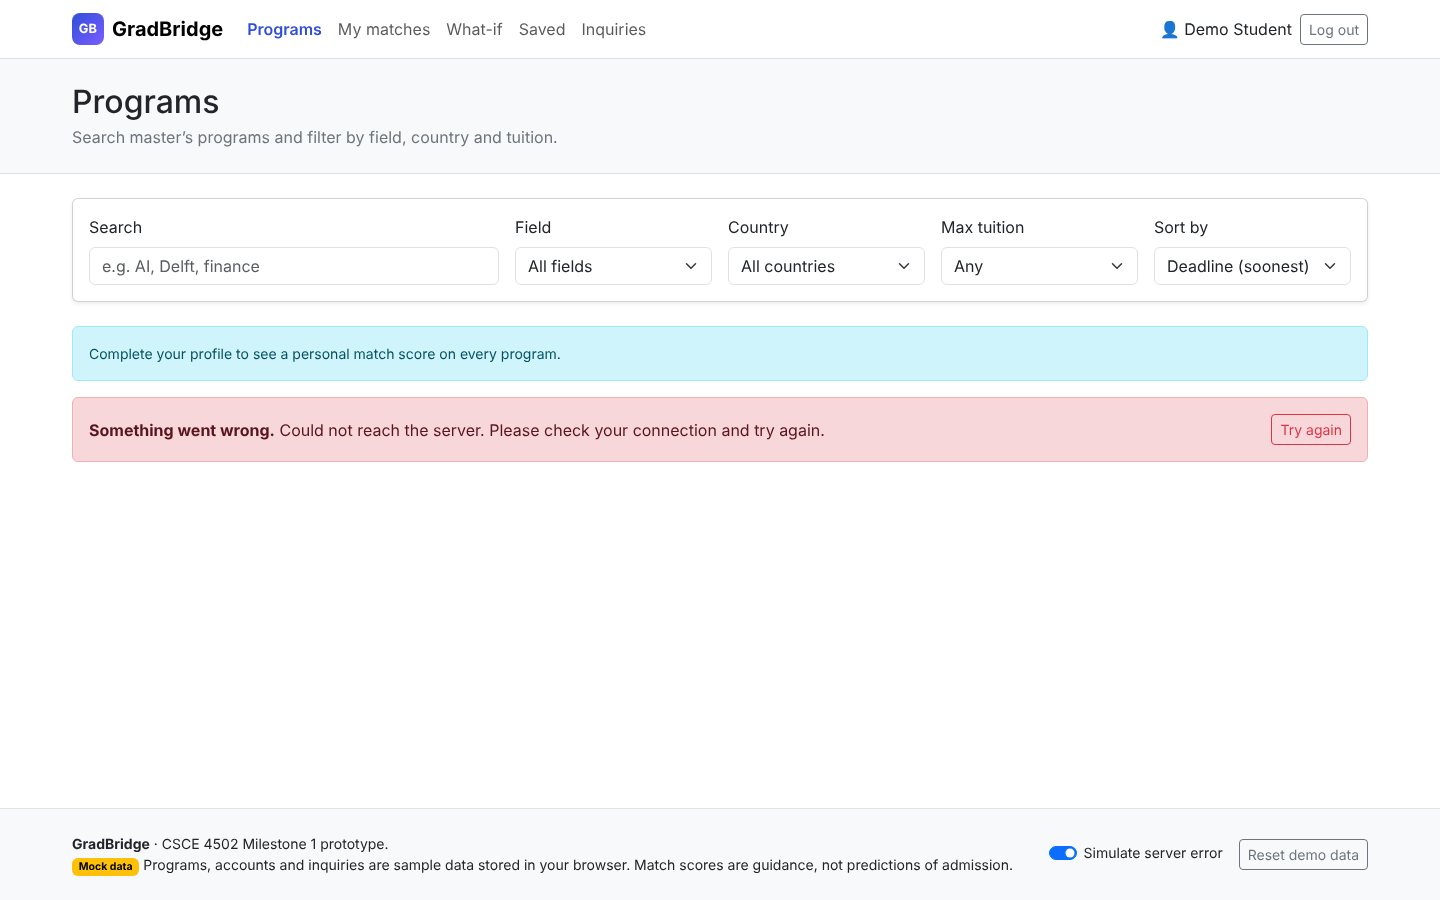 GB GradBridge Programs My matches What-if Saved Inquiries 👤 Demo Student Log out
Programs
Search master’s programs and filter by field, country and tuition.
Search Field Country Max tuition Sort by
e.g. AI, Delft, finance All fields All countries Any Deadline (soonest)
Complete your profile to see a personal match score on every program.
Something went wrong. Could not reach the server. Please check your connection and try again. Try again
GradBridge · CSCE 4502 Milestone 1 prototype.
Mock data Programs, accounts and inquiries are sample data stored in your browser. Match scores are guidance, not predictions of admission.
Simulate server error Reset demo data